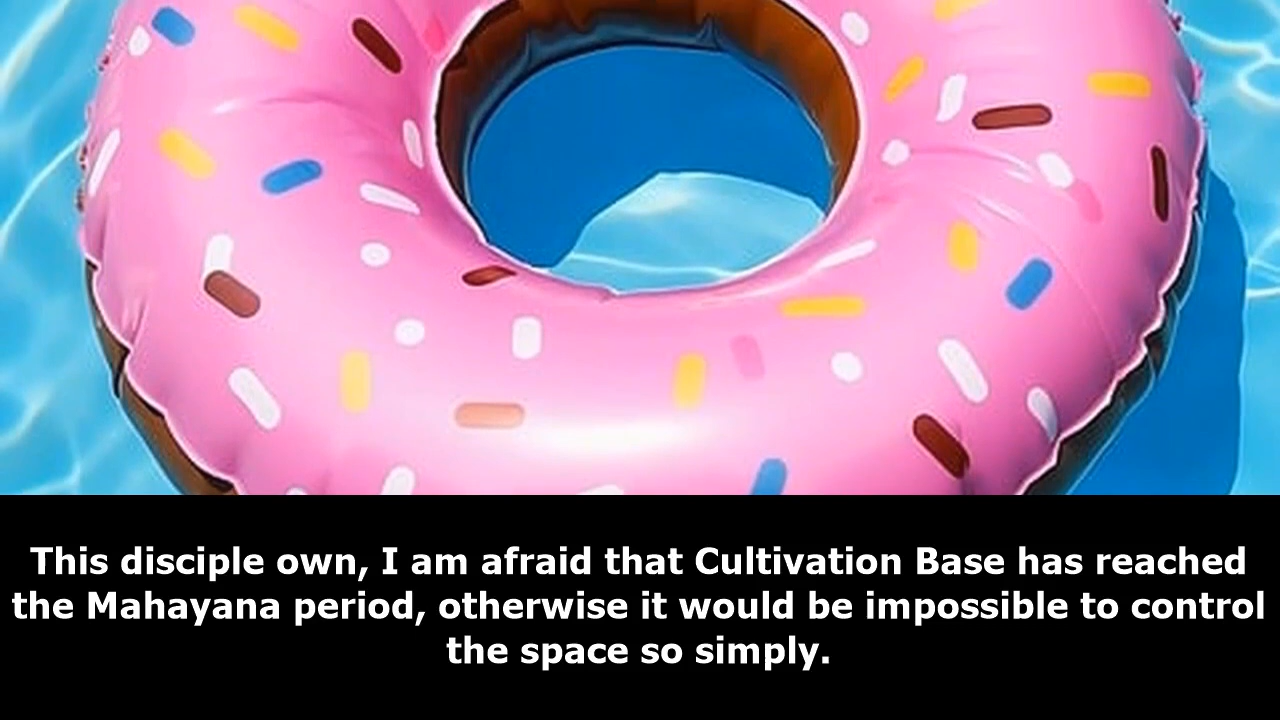 This disciple own, I am afraid that Cultivation Base has reached
the Mahayana period, otherwise it would be impossible to control
the space so simply.